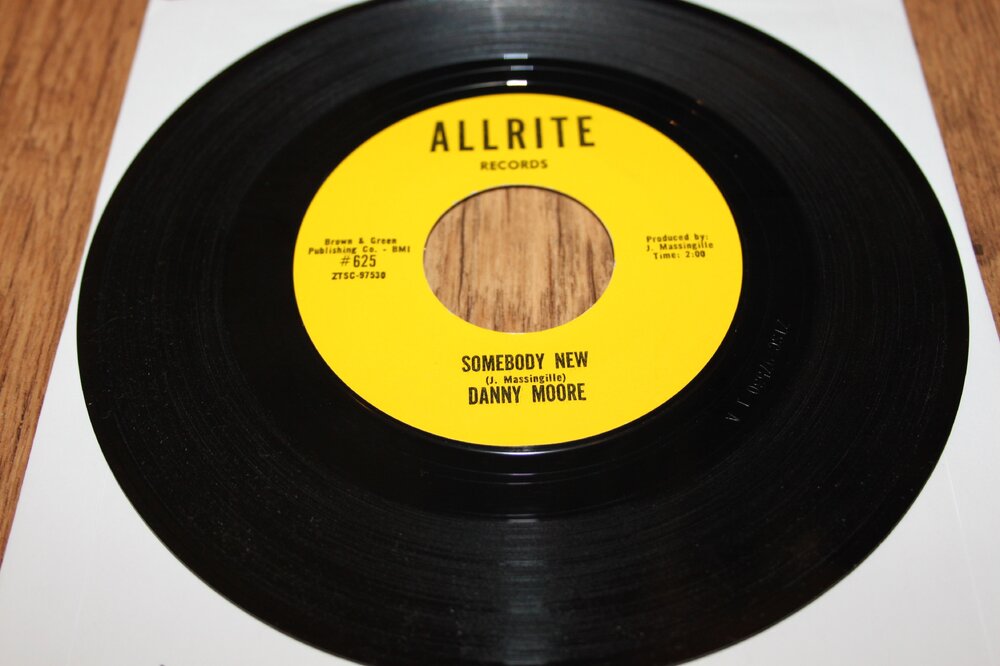 ALLRITE
RECORDS
Brown & Green
Publishing Co. - BMI
#625
ZTSC-97530
Produced by:
J. Massingille
Time: 2:00
SOMEBODY NEW
(J. Massingille)
DANNY MOORE